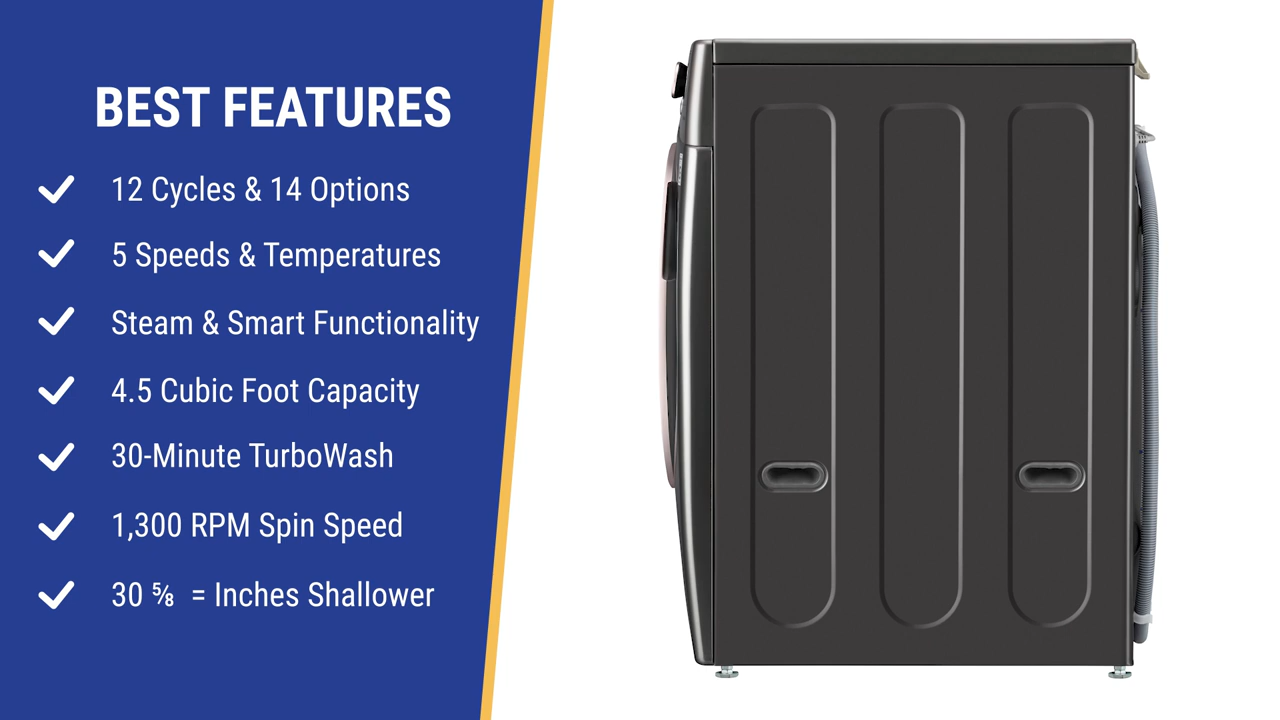 BEST FEATURES
12 Cycles & 14 Options
5 Speeds & Temperatures
Steam & Smart Functionality
4.5 Cubic Foot Capacity
30-Minute TurboWash
1,300 RPM Spin Speed
30 ⅝ = Inches Shallower